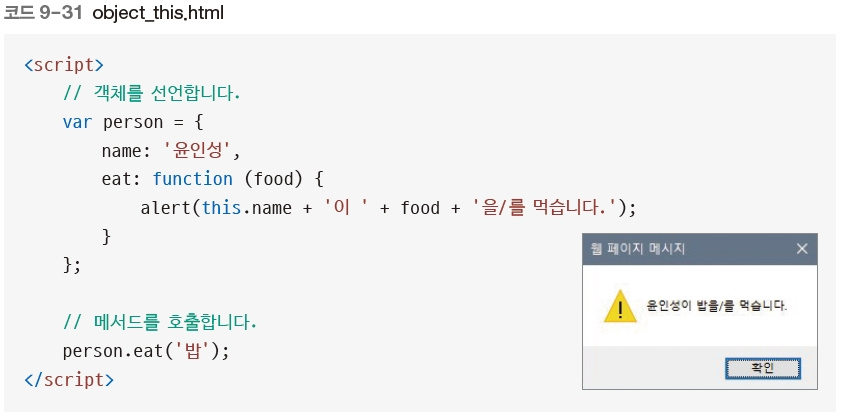 코드 9-31 object_this.html
<script>
// 객체를 선언합니다.
var person = {
name: '윤인성',
eat: function (food) {
alert(this.name + '이 ' + food + '을/를 먹습니다.');
}
};
// 메서드를 호출합니다.
person.eat('밥');
</script>
웹 페이지 메시지
윤인성이 밥을/를 먹습니다.
확인